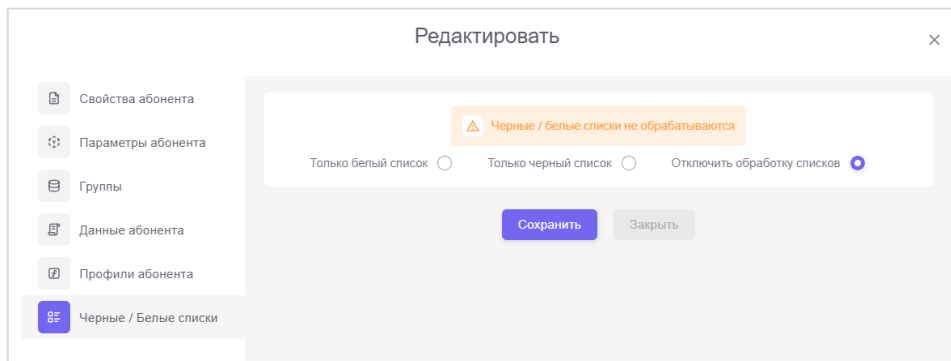 Редактировать
Свойства абонента
Параметры абонента
Группы
Данные абонента
Профили абонента
Черные / Белые списки
Черные / белые списки не обрабатываются
Только белый список
Только черный список
Отключить обработку списков
Сохранить
Закрыть